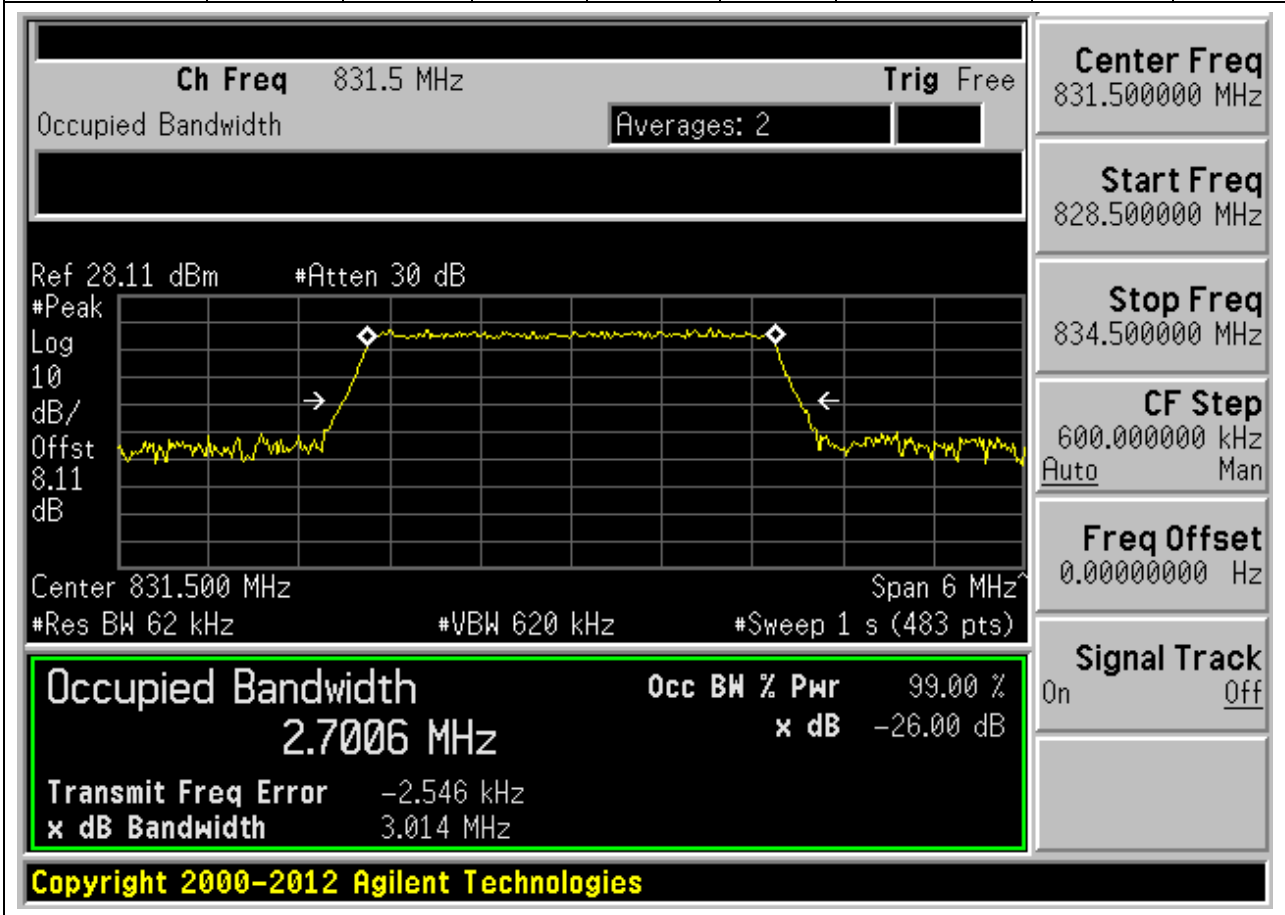 Ch Freq 831.5 MHz Trig Free
Occupied Bandwidth Averages: 2
Ref 28.11 dBm #Atten 30 dB
#Peak
Log
10
dB/
Offst
8.11
dB
Center 831.500 MHz Span 6 MHz^
#Res BW 62 kHz #VBW 620 kHz #Sweep 1 s (483 pts)
Occupied Bandwidth Occ BW % Pwr 99.00 %
2.7006 MHz x dB −26.00 dB
Transmit Freq Error −2.546 kHz
x dB Bandwidth 3.014 MHz
Copyright 2000-2012 Agilent Technologies
Center Freq
831.500000 MHz
Start Freq
828.500000 MHz
Stop Freq
834.500000 MHz
CF Step
600.000000 kHz
Auto Man
Freq Offset
0.00000000 Hz
Signal Track
On Off